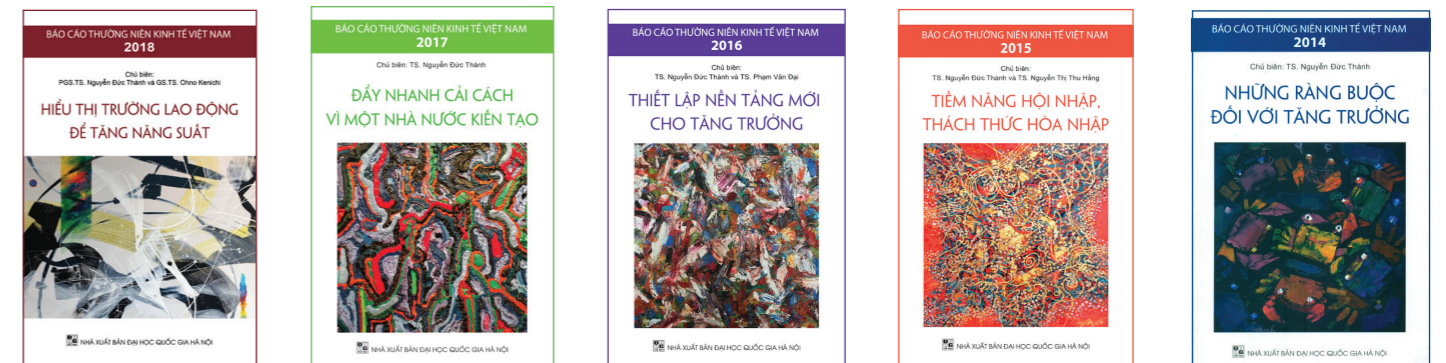 BÁO CÁO THƯỜNG NIÊN KINH TẾ VIỆT NAM
2018
Chủ biên:
PGS.TS. Nguyễn Đức Thành và GS.TS. Ohno Kenichi
HIỂU THỊ TRƯỜNG LAO ĐỘNG
ĐỂ TĂNG NĂNG SUẤT
NHÀ XUẤT BẢN ĐẠI HỌC QUỐC GIA HÀ NỘI
BÁO CÁO THƯỜNG NIÊN KINH TẾ VIỆT NAM
2017
Chủ biên: TS. Nguyễn Đức Thành
ĐẨY NHANH CẢI CÁCH
VÌ MỘT NHÀ NƯỚC KIẾN TẠO
NHÀ XUẤT BẢN ĐẠI HỌC QUỐC GIA HÀ NỘI
BÁO CÁO THƯỜNG NIÊN KINH TẾ VIỆT NAM
2016
Chủ biên:
TS. Nguyễn Đức Thành và TS. Phạm Văn Đại
THIẾT LẬP NỀN TẢNG MỚI
CHO TĂNG TRƯỞNG
NHÀ XUẤT BẢN ĐẠI HỌC QUỐC GIA HÀ NỘI
BÁO CÁO THƯỜNG NIÊN KINH TẾ VIỆT NAM
2015
Chủ biên:
TS. Nguyễn Đức Thành và TS. Nguyễn Thị Thu Hằng
TIỀM NĂNG HỘI NHẬP,
THÁCH THỨC HÒA NHẬP
NHÀ XUẤT BẢN ĐẠI HỌC QUỐC GIA HÀ NỘI
BÁO CÁO THƯỜNG NIÊN KINH TẾ VIỆT NAM
2014
Chủ biên: TS. Nguyễn Đức Thành
NHỮNG RÀNG BUỘC
ĐỐI VỚI TĂNG TRƯỞNG
NHÀ XUẤT BẢN ĐẠI HỌC QUỐC GIA HÀ NỘI